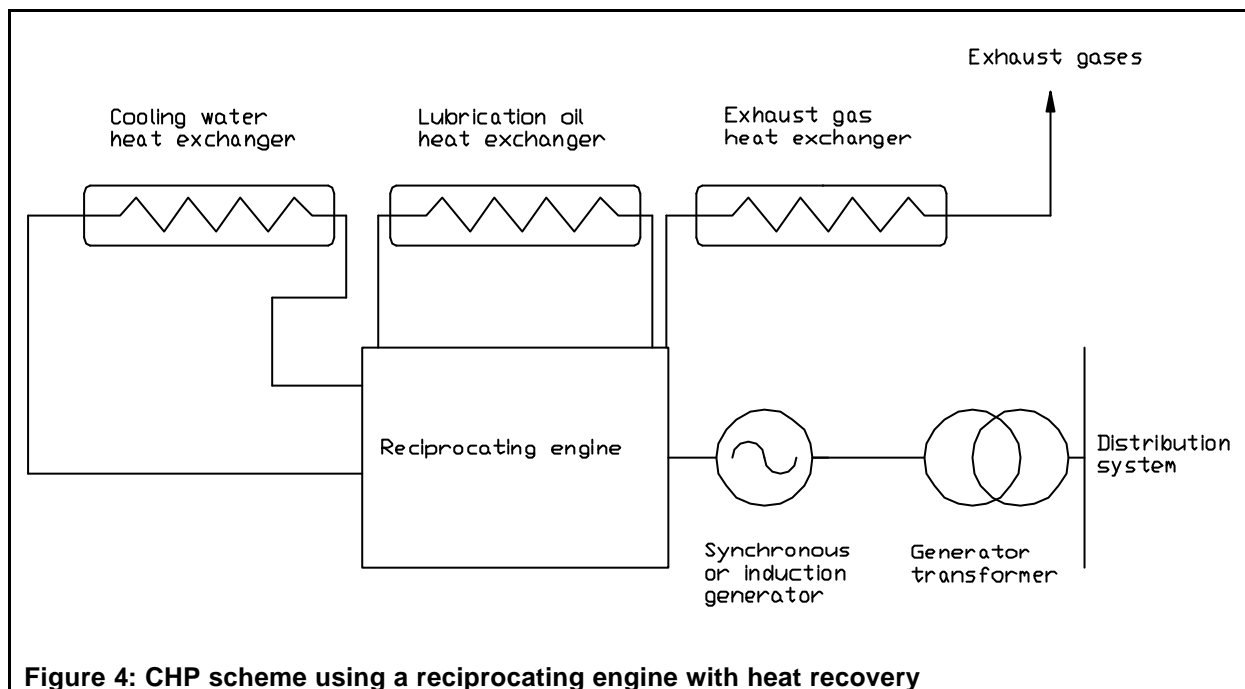 Exhaust gases
Cooling water
heat exchanger
Lubrication oil
heat exchanger
Exhaust gas
heat exchanger
Reciprocating engine
Distribution
system
Synchronous
or induction
generator
Generator
transformer
Figure 4: CHP scheme using a reciprocating engine with heat recovery